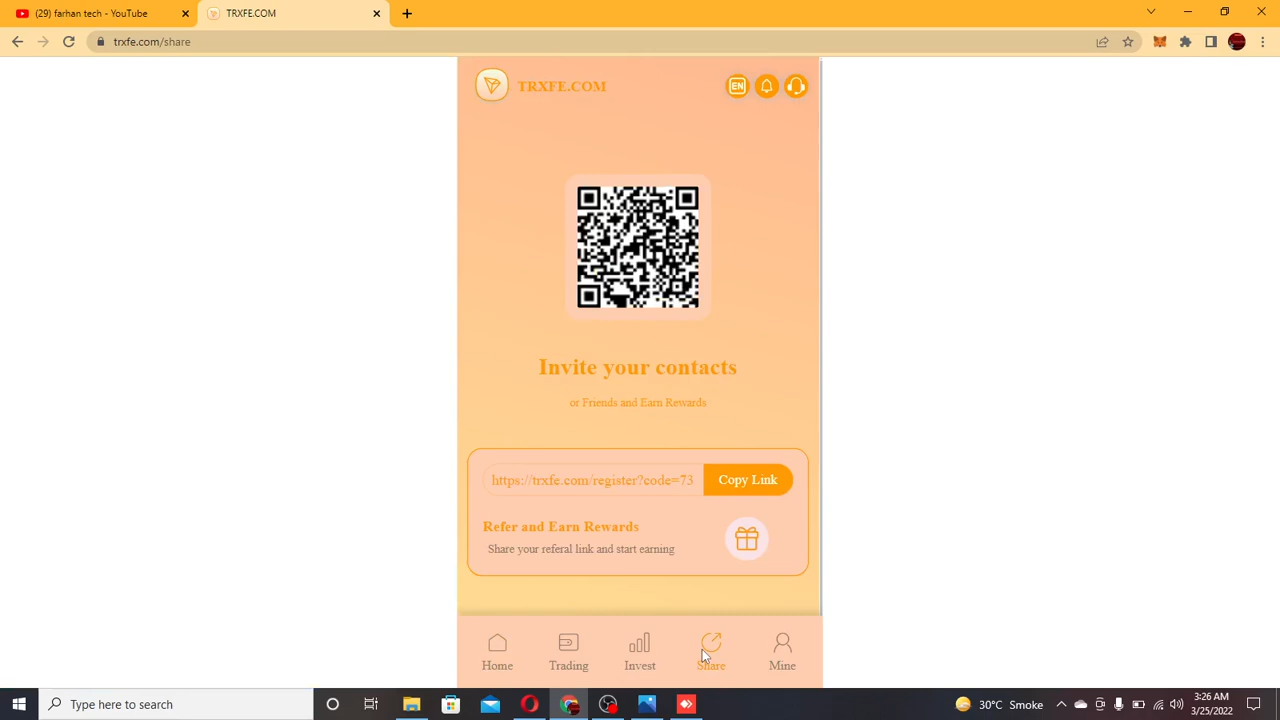 (29) farhan tech - YouTube
TRXFE.COM
trxfe.com/share
TRXFE.COM
EN
Invite your contacts
or Friends and Earn Rewards
https://trxfe.com/register?code=73
Copy Link
Refer and Earn Rewards
Share your referal link and start earning
Home
Trading
Invest
Share
Mine
Type here to search
30°C Smoke
3:26 AM
3/25/2022